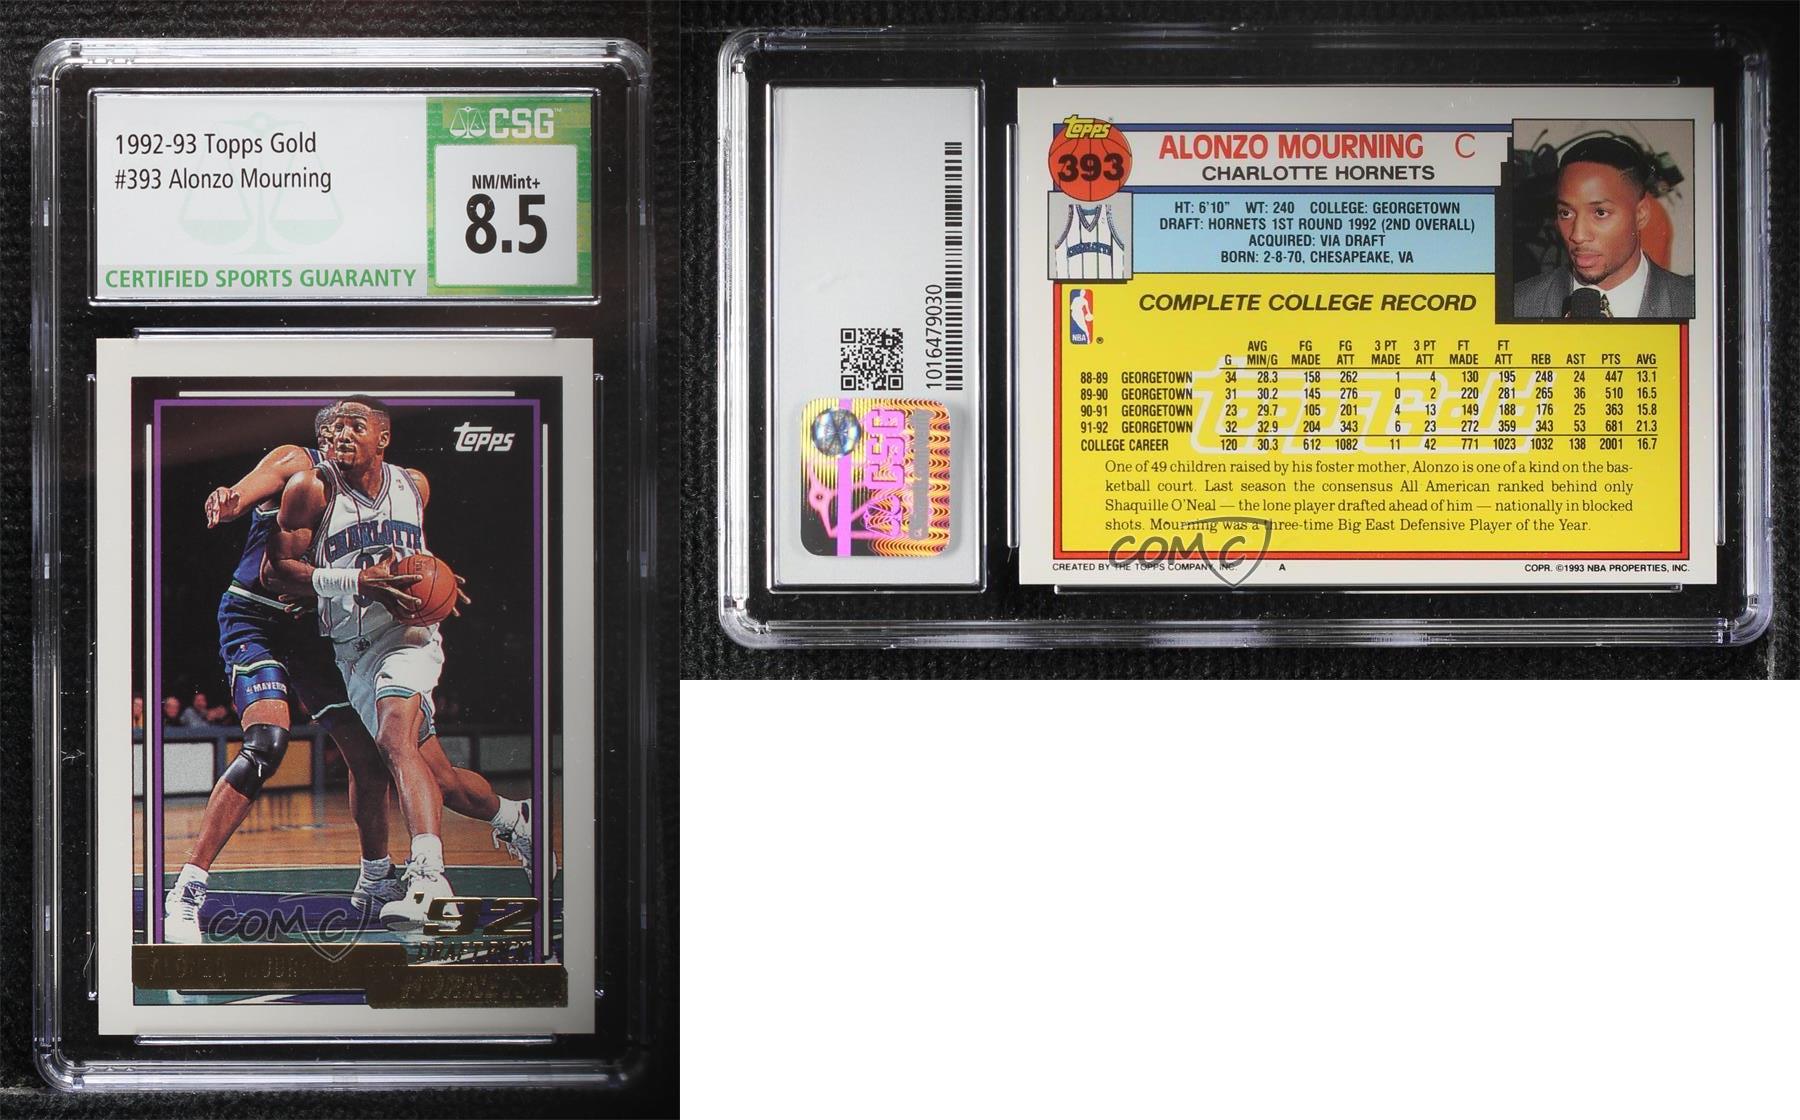 1992-93 Topps Gold
#393 Alonzo Mourning
CERTIFIED SPORTS GUARANTY
CSG™
NM/Mint+
8.5
TOPPS
CHARLOTTE
MAVERI
'92
DRAFT PICK
ALONZO MOURNING
HORNETS
COMC
1016479030
CSG
Topps®
393
ALONZO MOURNING C
CHARLOTTE HORNETS
CHARLOTTE
HT: 6'10" WT: 240 COLLEGE: GEORGETOWN
DRAFT: HORNETS 1ST ROUND 1992 (2ND OVERALL)
ACQUIRED: VIA DRAFT
BORN: 2-8-70, CHESAPEAKE, VA
NBA ®
COMPLETE COLLEGE RECORD
Topps Gold
AVG FG FG 3 PT 3 PT FT FT
G MIN/G MADE ATT MADE ATT MADE ATT REB AST PTS AVG
88-89 GEORGETOWN 34 28.3 158 262 1 4 130 195 248 24 447 13.1
89-90 GEORGETOWN 31 30.2 145 276 0 2 220 281 265 36 510 16.5
90-91 GEORGETOWN 23 29.7 105 201 4 13 149 188 176 25 363 15.8
91-92 GEORGETOWN 32 32.9 204 343 6 23 272 359 343 53 681 21.3
COLLEGE CAREER 120 30.3 612 1082 11 42 771 1023 1032 138 2001 16.7
One of 49 children raised by his foster mother, Alonzo is one of a kind on the bas-
ketball court. Last season the consensus All American ranked behind only
Shaquille O'Neal — the lone player drafted ahead of him — nationally in blocked
shots. Mourning was a three-time Big East Defensive Player of the Year.
COMC
CREATED BY THE TOPPS COMPANY, INC. A COPR. ©1993 NBA PROPERTIES, INC.